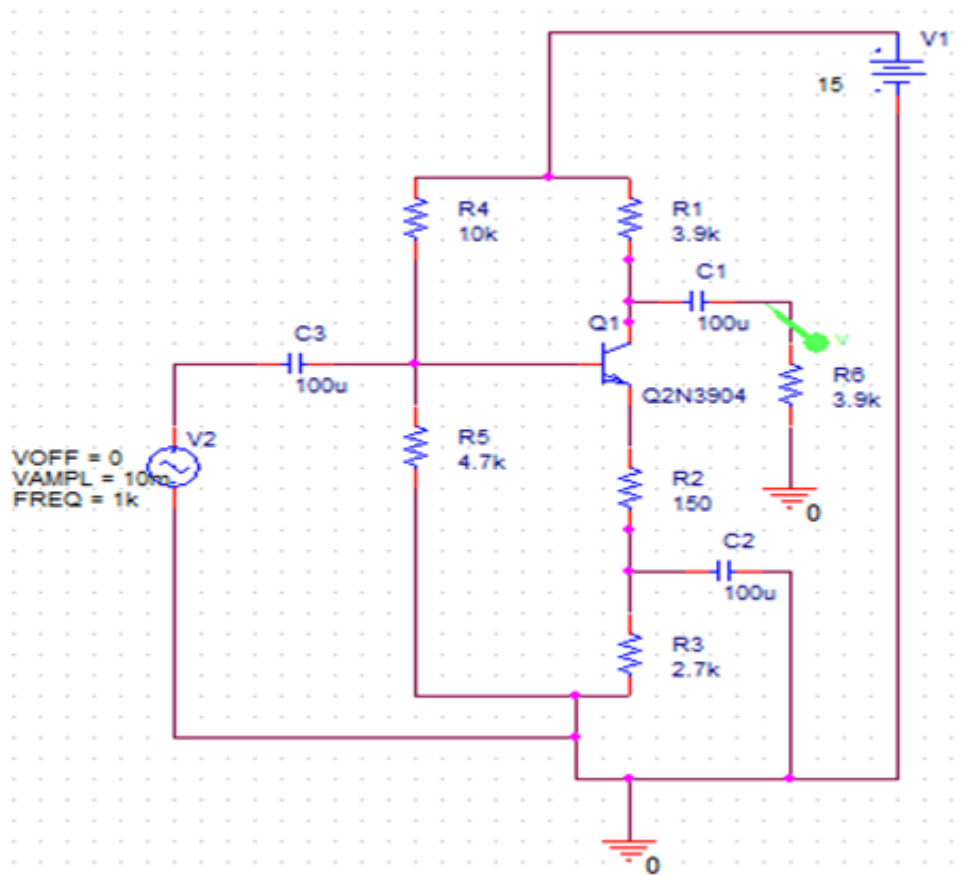 V1
15
R4
10k
R1
3.9k
C1
100u
Q1
V
C3
100u
Q2N3904
R6
3.9k
V2
VOFF = 0
VAMPL = 10m
FREQ = 1k
R5
4.7k
R2
150
0
C2
100u
R3
2.7k
0